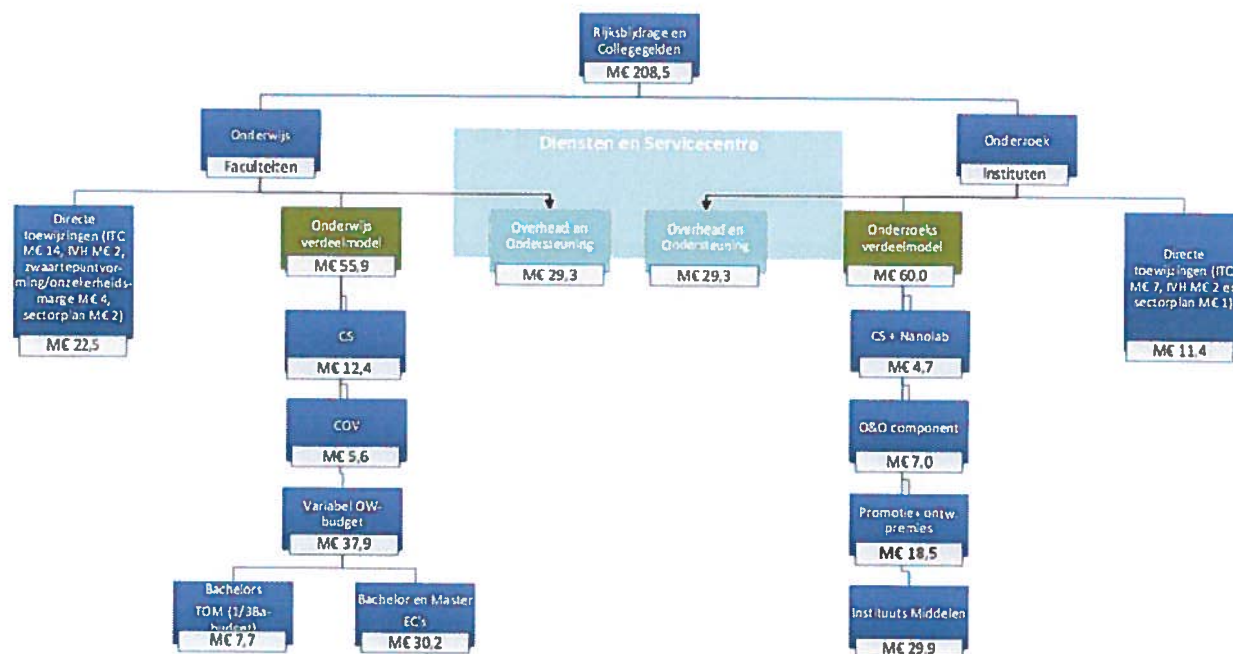 Rijksbijdrage en
Collegegelden
M€ 208,5
Onderwijs
Faculteiten
Diensten en Servicecentra
Onderzoek
Instituten
Directe
toewijzingen (ITC
M€ 14, IVH M€ 2,
zwaartepuntvor-
ming/onzekerheids-
marge M€ 4,
sectorplan M€ 2)
M€ 22,5
Onderwijs
verdeelmodel
M€ 55,9
Overhead en
Ondersteuning
M€ 29,3
Overhead en
Ondersteuning
M€ 29,3
Onderzoeks
verdeelmodel
M€ 60,0
Directe
toewijzingen (ITC
M€ 7, IVH M€ 2 en
sectorplan M€ 1)
M€ 11,4
CS
M€ 12,4
CS + Nanolab
M€ 4,7
COV
M€ 5,6
O&O component
M€ 7,0
Variabel OW-
budget
M€ 37,9
Promotie+ ontw.
premies
M€ 18,5
Bachelors
TOM (1/3Ba-
budget)
M€ 7,7
Bachelor en Master
EC's
M€ 30,2
Instituuts Middelen
M€ 29,9